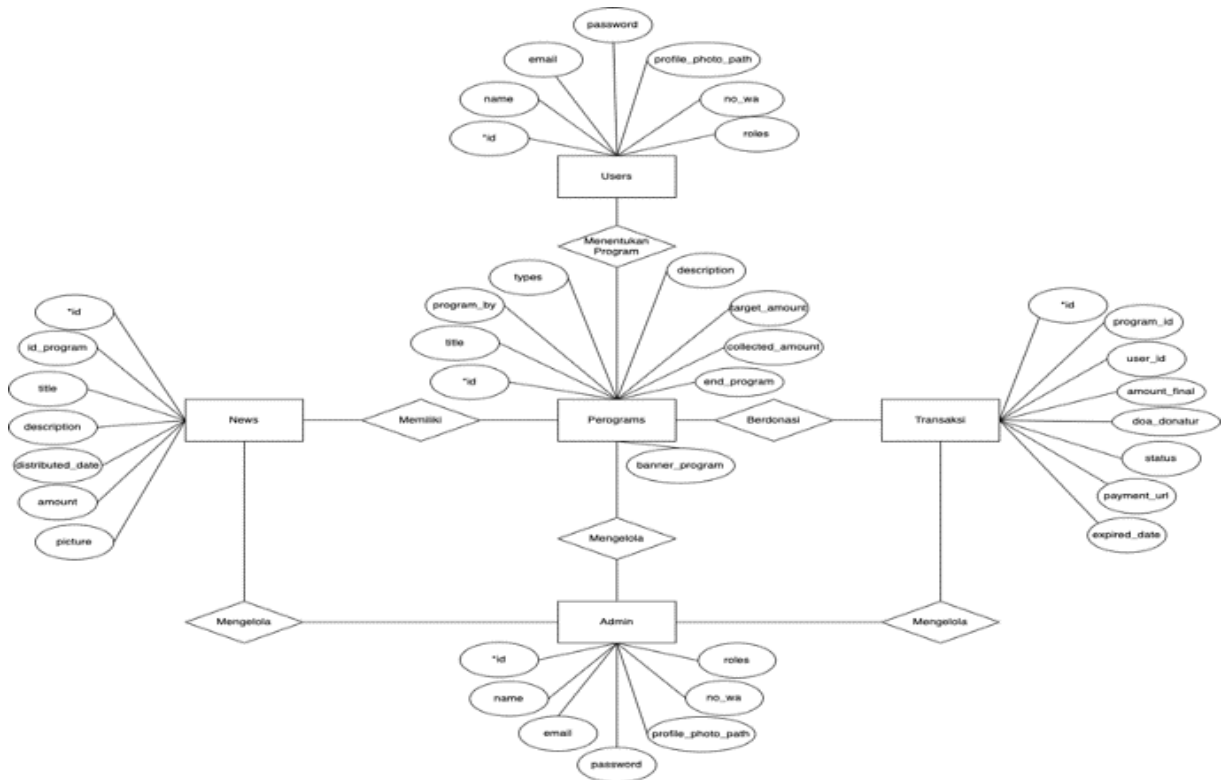 password
email
profile_photo_path
name
no_wa
*id
roles
Users
Menentukan
Program
types
description
program_by
target_amount
title
collected_amount
*id
end_program
*id
id_program
title
description
distributed_date
amount
picture
News
Memiliki
Perograms
Berdonasi
Transaksi
banner_program
*id
program_id
user_id
amount_final
doa_donatur
status
payment_url
expired_date
Mengelola
Mengelola
Admin
Mengelola
*id
roles
name
no_wa
email
profile_photo_path
password